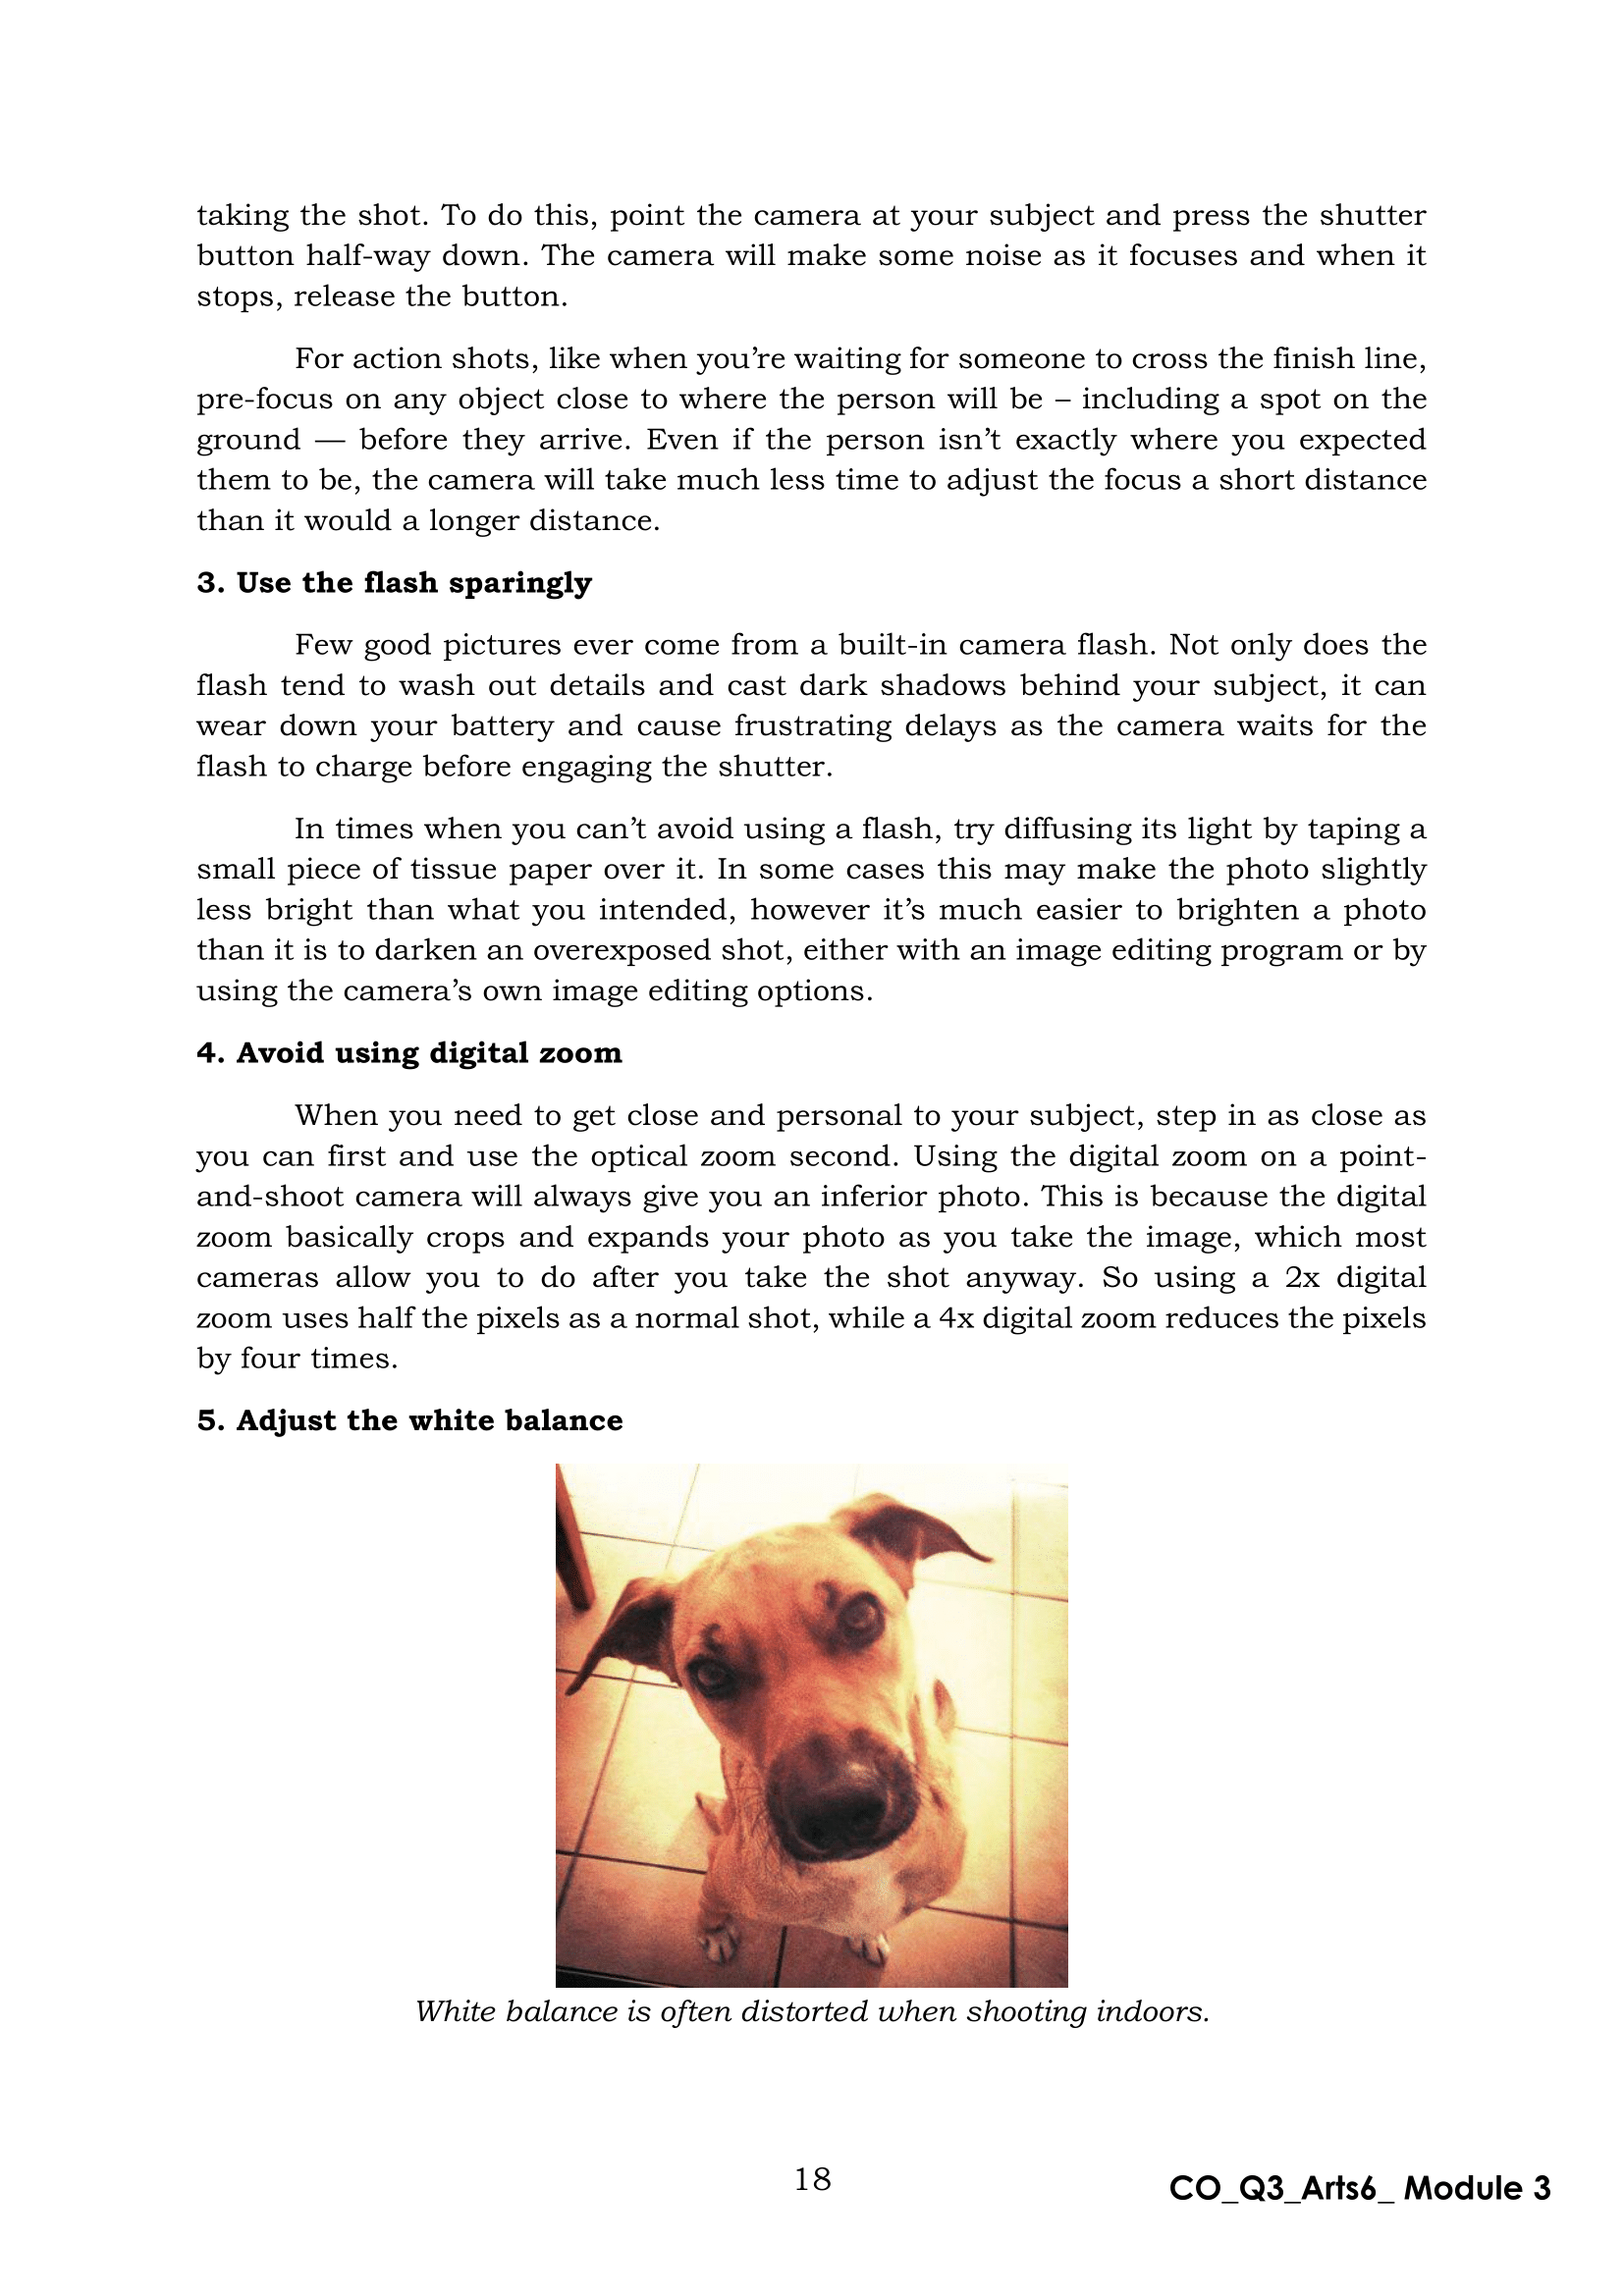 taking the shot. To do this, point the camera at your subject and press the shutter
button half-way down. The camera will make some noise as it focuses and when it
stops, release the button.
For action shots, like when you’re waiting for someone to cross the finish line,
pre-focus on any object close to where the person will be – including a spot on the
ground — before they arrive. Even if the person isn’t exactly where you expected
them to be, the camera will take much less time to adjust the focus a short distance
than it would a longer distance.
3. Use the flash sparingly
Few good pictures ever come from a built-in camera flash. Not only does the
flash tend to wash out details and cast dark shadows behind your subject, it can
wear down your battery and cause frustrating delays as the camera waits for the
flash to charge before engaging the shutter.
In times when you can’t avoid using a flash, try diffusing its light by taping a
small piece of tissue paper over it. In some cases this may make the photo slightly
less bright than what you intended, however it’s much easier to brighten a photo
than it is to darken an overexposed shot, either with an image editing program or by
using the camera’s own image editing options.
4. Avoid using digital zoom
When you need to get close and personal to your subject, step in as close as
you can first and use the optical zoom second. Using the digital zoom on a point-
and-shoot camera will always give you an inferior photo. This is because the digital
zoom basically crops and expands your photo as you take the image, which most
cameras allow you to do after you take the shot anyway. So using a 2x digital
zoom uses half the pixels as a normal shot, while a 4x digital zoom reduces the pixels
by four times.
5. Adjust the white balance
White balance is often distorted when shooting indoors.
18
CO_Q3_Arts6_ Module 3